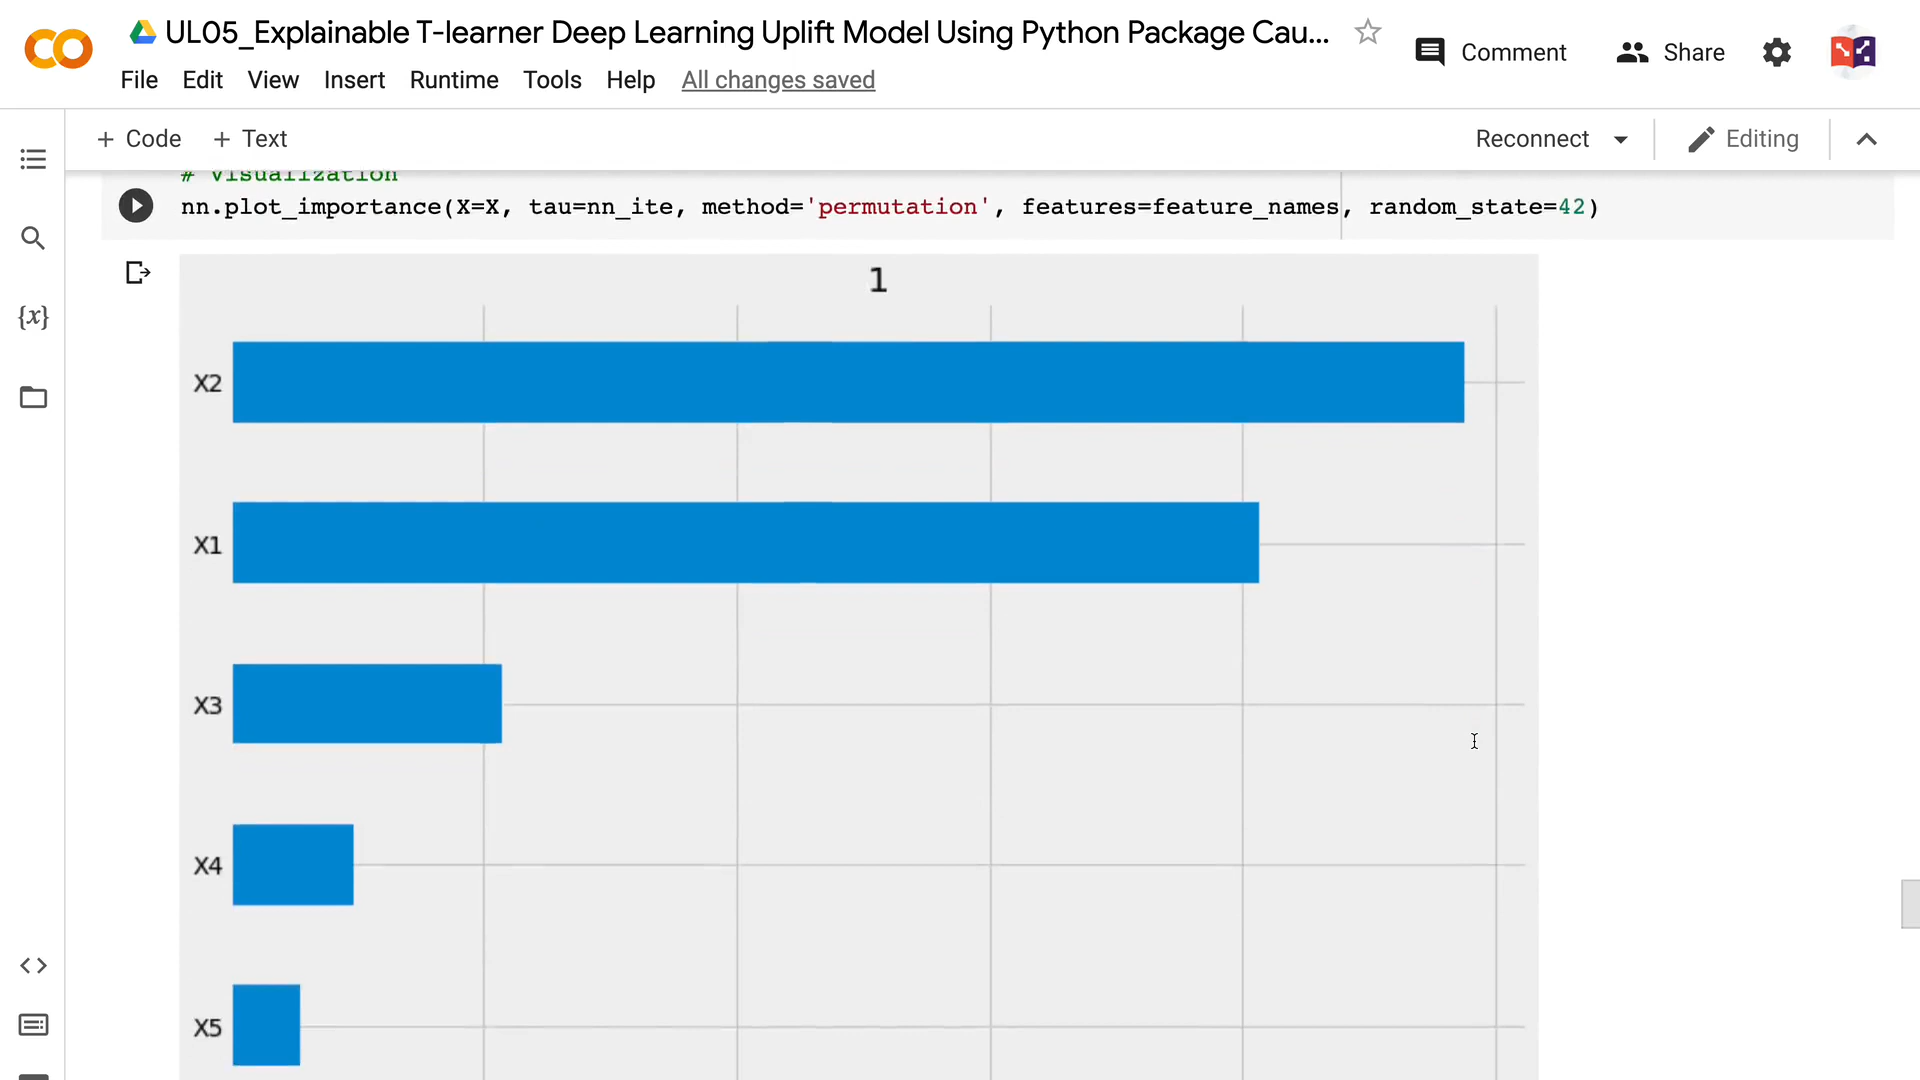 UL05_Explainable T-learner Deep Learning Uplift Model Using Python Package Cau...
Comment
Share
File Edit View Insert Runtime Tools Help All changes saved
+ Code + Text
Reconnect
Editing
# Visualization
nn.plot_importance(X=X, tau=nn_ite, method='permutation', features=feature_names, random_state=42)
{x}
1
X2
X1
X3
X4
X5